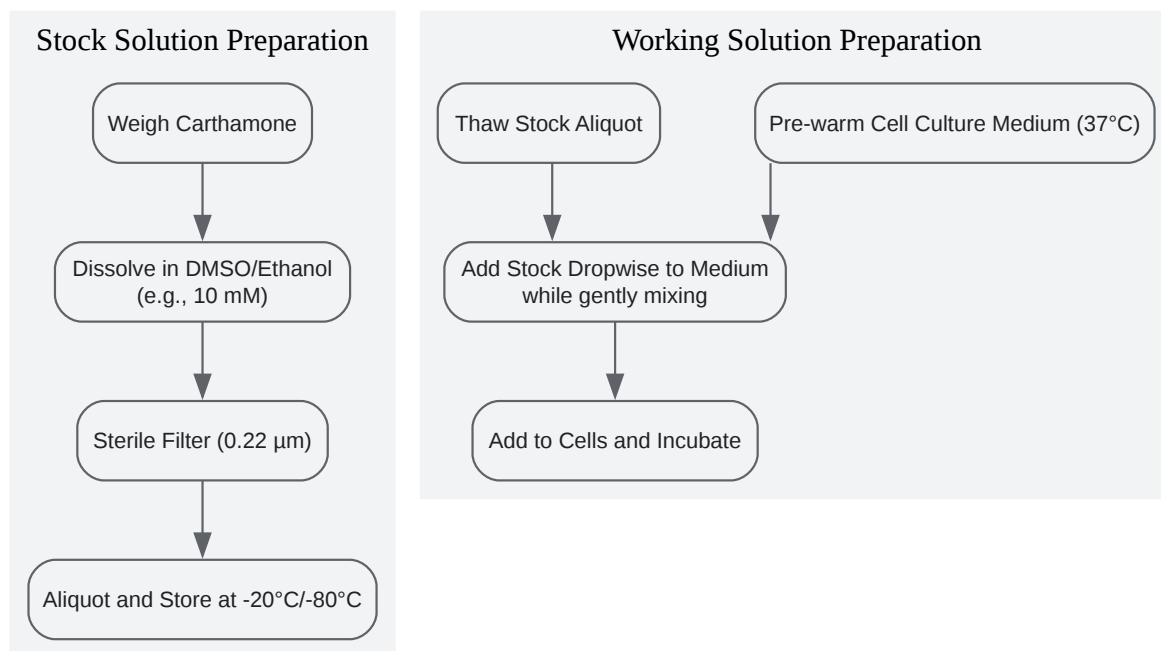 Stock Solution Preparation
Weigh Carthamone
Dissolve in DMSO/Ethanol
(e.g., 10 mM)
Sterile Filter (0.22 µm)
Aliquot and Store at -20°C/-80°C
Working Solution Preparation
Thaw Stock Aliquot
Pre-warm Cell Culture Medium (37°C)
Add Stock Dropwise to Medium
while gently mixing
Add to Cells and Incubate